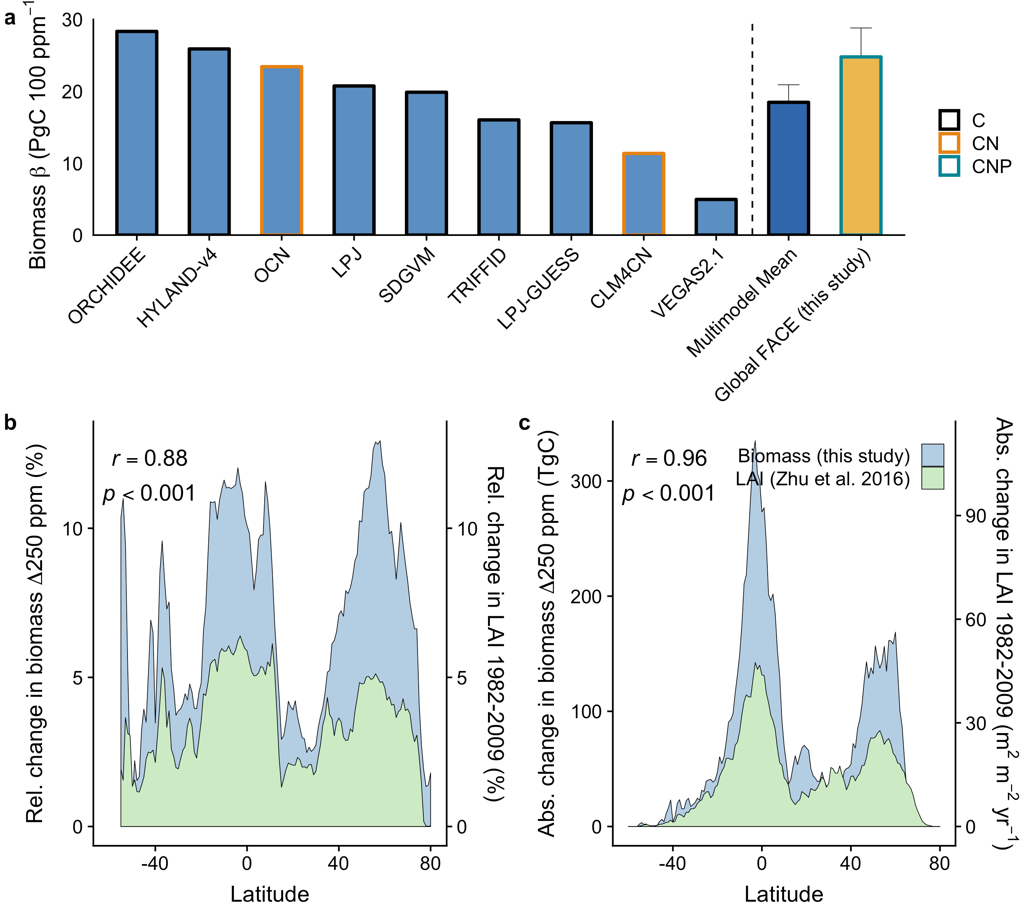 a
Biomass β (PgC 100 ppm⁻¹
30
20
10
0
ORCHIDEE
HYLAND-v4
OCN
LPJ
SDGVM
TRIFFID
LPJ-GUESS
CLM4CN
VEGAS2.1
Multimodel Mean
Global FACE (this study)
C
CN
CNP
b
Rel. change in biomass Δ250 ppm (%)
10
5
0
r = 0.88
p < 0.001
10
5
0
Rel. change in LAI 1982-2009 (%)
-40
0
40
80
Latitude
c
Abs. change in biomass Δ250 ppm (TgC)
300
200
100
0
r = 0.96
p < 0.001
Biomass (this study)
LAI (Zhu et al. 2016)
90
60
30
0
Abs. change in LAI 1982-2009 (m² m⁻² yr⁻¹)
-40
0
40
80
Latitude